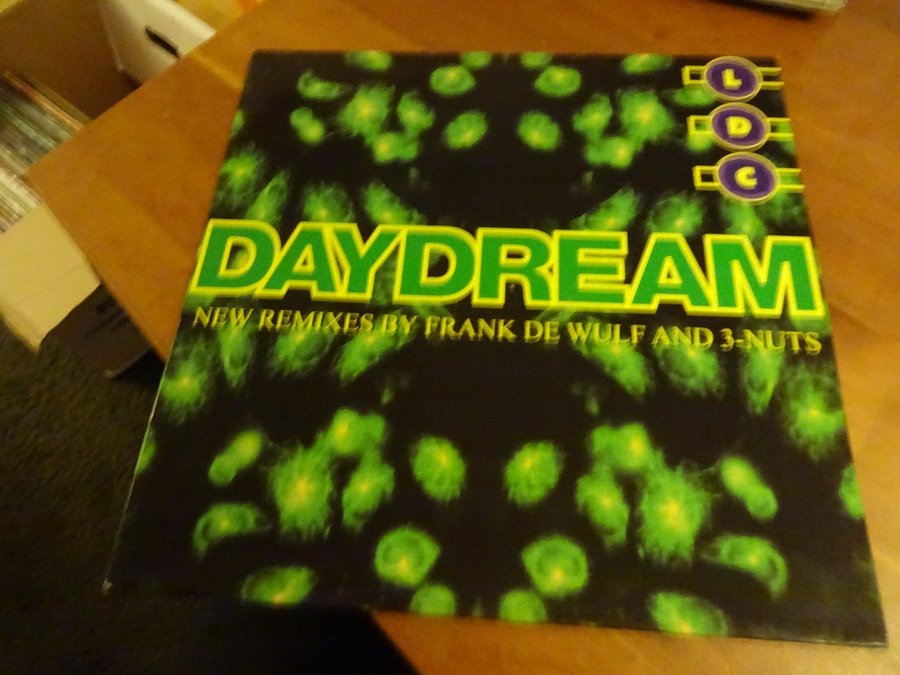 L
D
C
DAYDREAM
NEW REMIXES BY FRANK DE WULF AND 3-NUTS